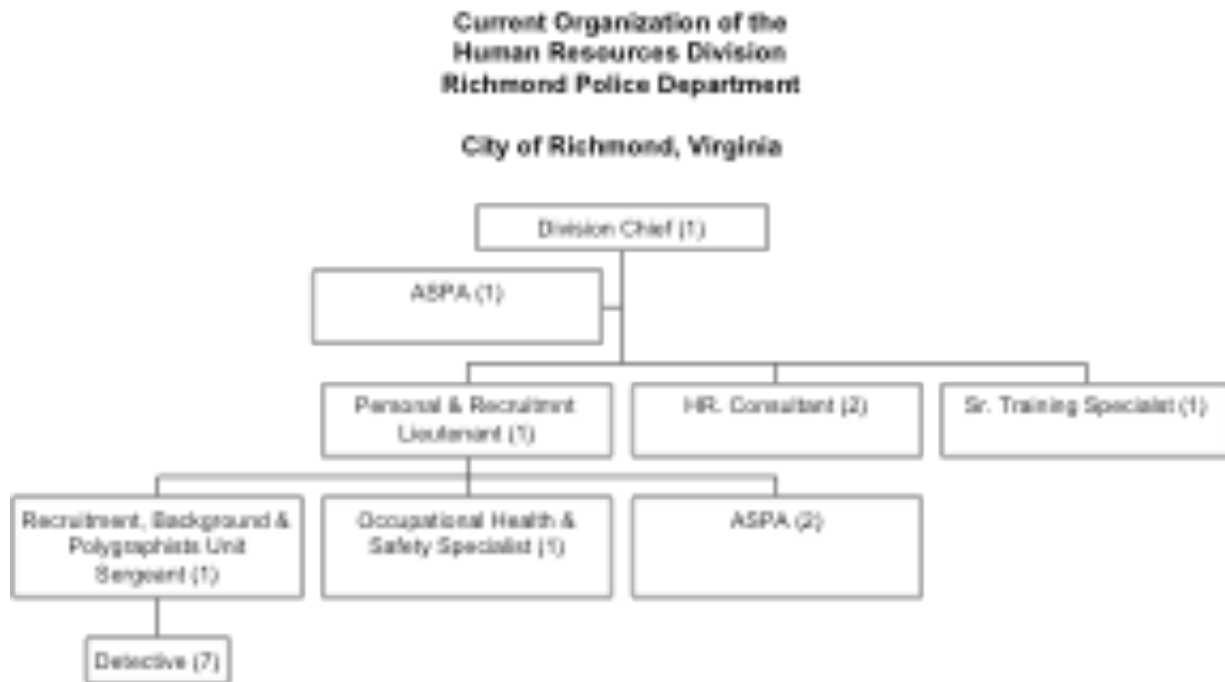 Current Organization of the
Human Resources Division
Richmond Police Department
City of Richmond, Virginia
Division Chief (1)
ASPA (1)
Personal & Recruitmnt
Lieutenant (1)
HR. Consultant (2)
Sr. Training Specialist (1)
Recruitment, Background &
Polygraphists Unit
Sergeant (1)
Occupational Health &
Safety Specialist (1)
ASPA (2)
Detective (7)